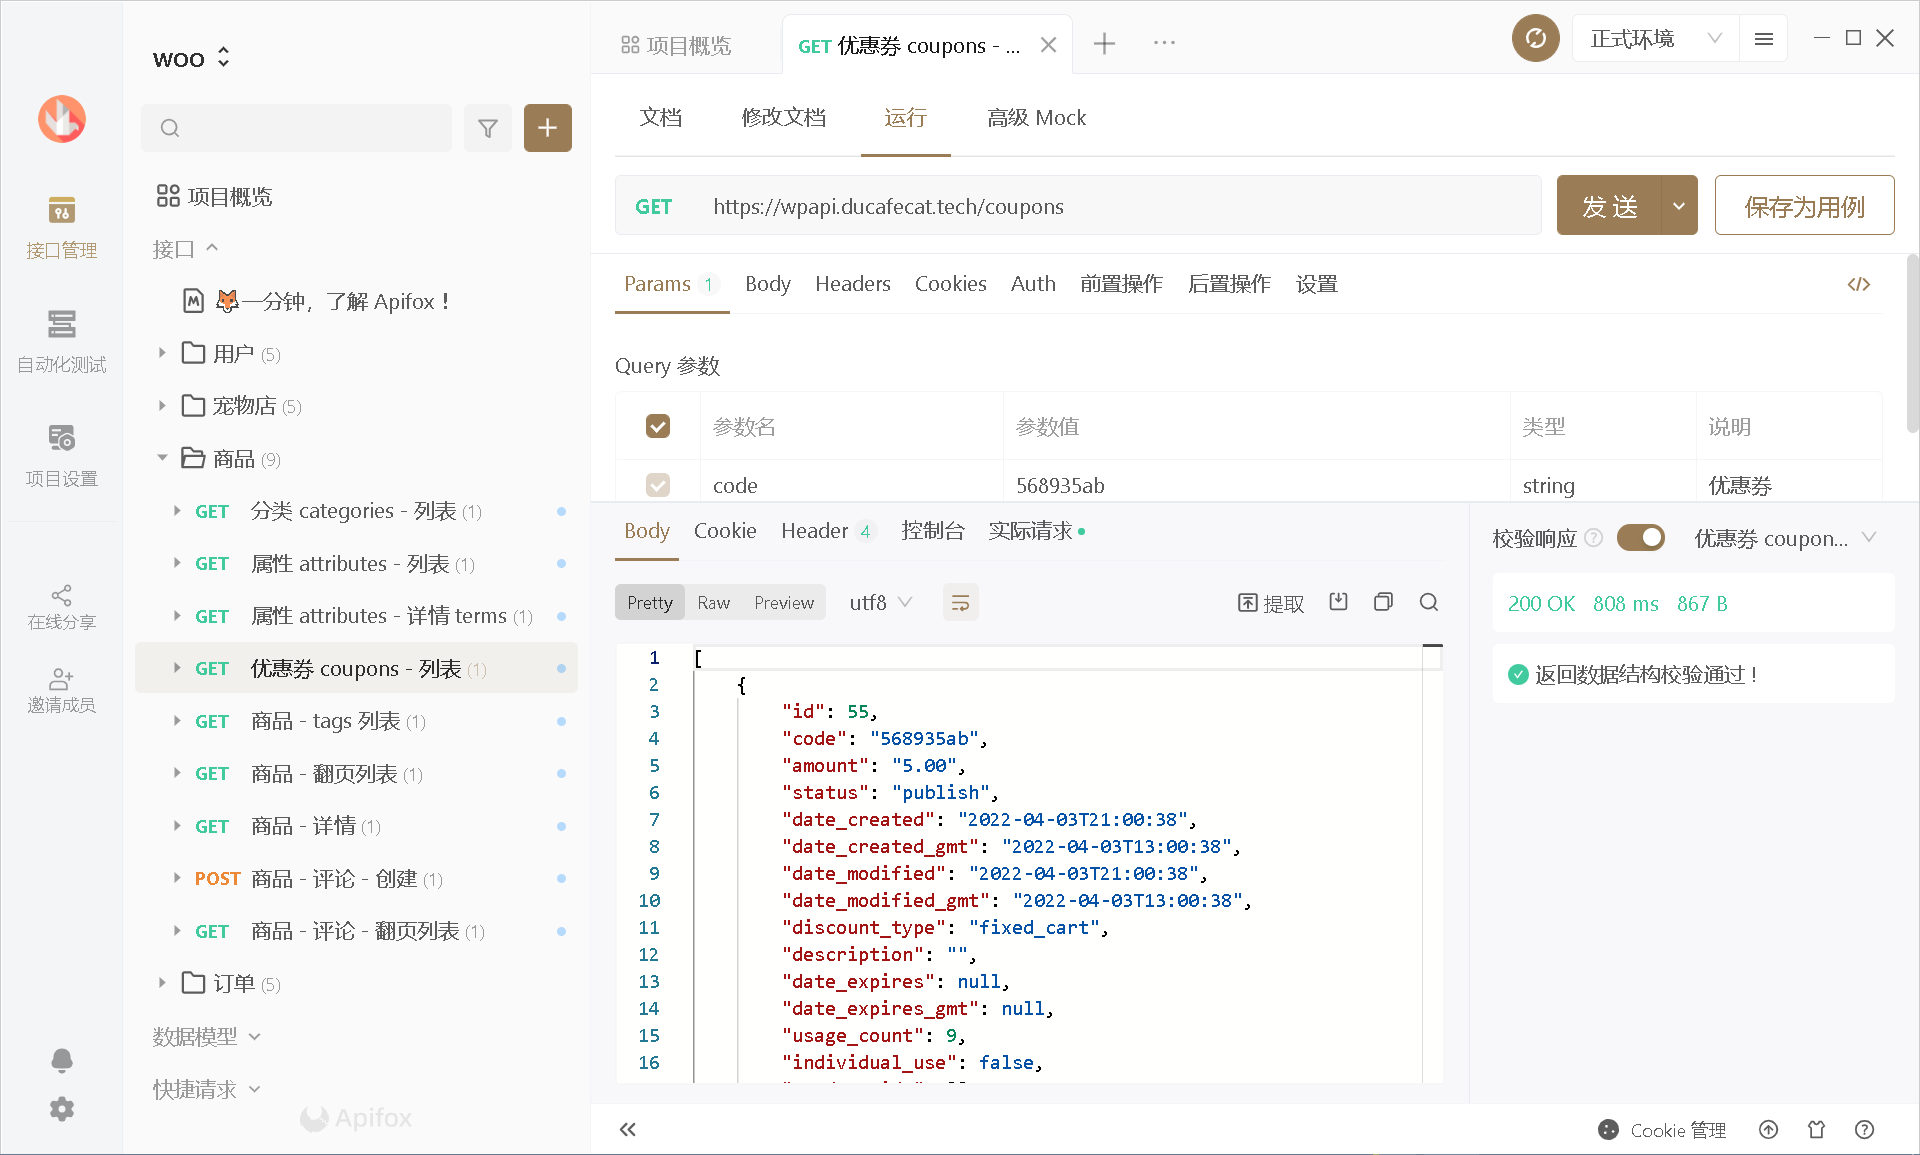 WOO
项目概览
GET 优惠券 coupons - ...
正式环境
接口管理
自动化测试
项目设置
在线分享
邀请成员
项目概览
接口
一分钟，了解 Apifox！
用户 (5)
宠物店 (5)
商品 (9)
GET 分类 categories - 列表 (1)
GET 属性 attributes - 列表 (1)
GET 属性 attributes - 详情 terms (1)
GET 优惠券 coupons - 列表 (1)
GET 商品 - tags 列表 (1)
GET 商品 - 翻页列表 (1)
GET 商品 - 详情 (1)
POST 商品 - 评论 - 创建 (1)
GET 商品 - 评论 - 翻页列表 (1)
订单 (5)
数据模型
快捷请求
Apifox
文档 修改文档 运行 高级 Mock
GET https://wpapi.ducafecat.tech/coupons
发 送
保存为用例
Params 1 Body Headers Cookies Auth 前置操作 后置操作 设置
Query 参数
参数名 参数值 类型 说明
code 568935ab string 优惠券
Body Cookie Header 4 控制台 实际请求
校验响应 优惠券 coupon...
Pretty Raw Preview utf8
提取
200 OK 808 ms 867 B
返回数据结构校验通过！
1 [
2 {
3 "id": 55,
4 "code": "568935ab",
5 "amount": "5.00",
6 "status": "publish",
7 "date_created": "2022-04-03T21:00:38",
8 "date_created_gmt": "2022-04-03T13:00:38",
9 "date_modified": "2022-04-03T21:00:38",
10 "date_modified_gmt": "2022-04-03T13:00:38",
11 "discount_type": "fixed_cart",
12 "description": "",
13 "date_expires": null,
14 "date_expires_gmt": null,
15 "usage_count": 9,
16 "individual_use": false,
Cookie 管理